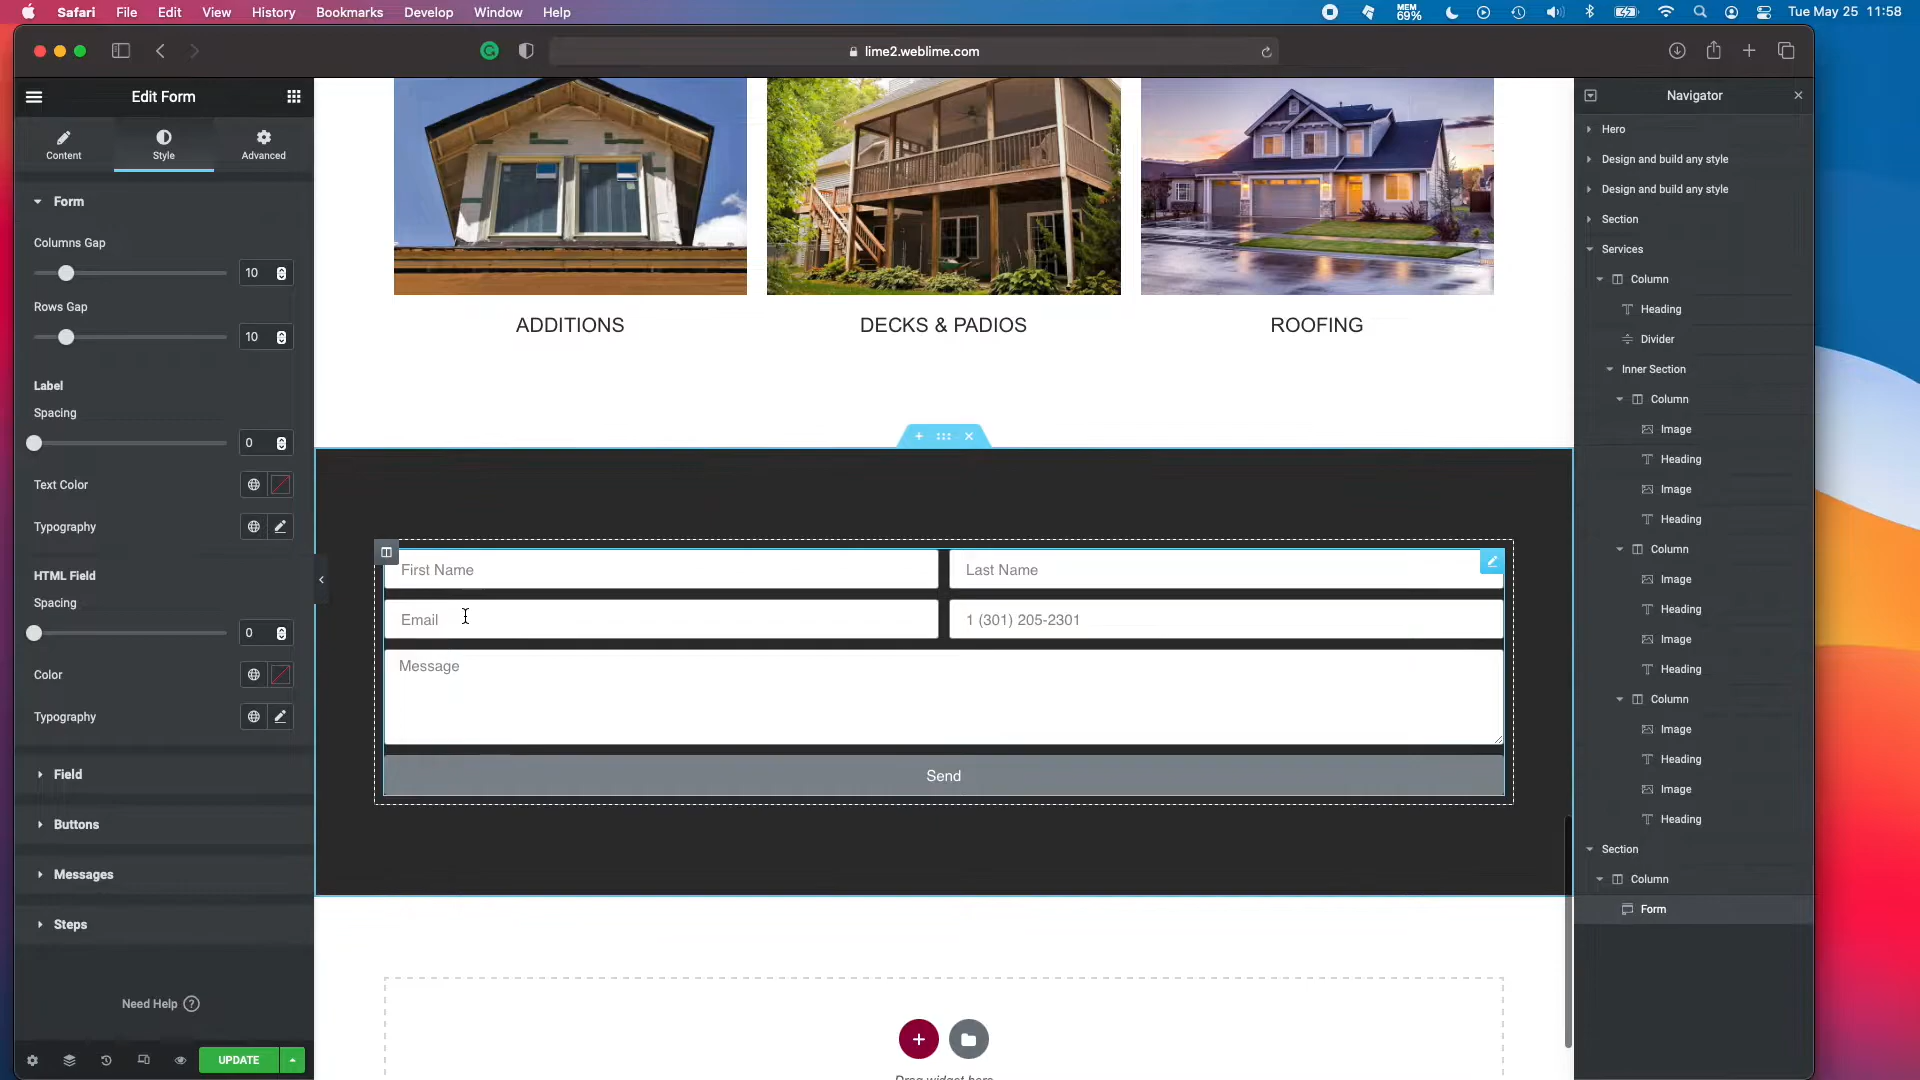 Safari File Edit View History Bookmarks Develop Window Help MEM 69% Tue May 25 11:58
lime2.weblime.com
Edit Form
Content Style Advanced
Form
Columns Gap
10
Rows Gap
10
Label
Spacing
0
Text Color
Typography
HTML Field
Spacing
0
Color
Typography
Field
Buttons
Messages
Steps
Need Help ?
UPDATE
ADDITIONS DECKS & PADIOS ROOFING
First Name Last Name
Email 1 (301) 205-2301
Message
Send
Drag widget here
Navigator
Hero
Design and build any style
Design and build any style
Section
Services
Column
Heading
Divider
Inner Section
Column
Image
Heading
Image
Heading
Column
Image
Heading
Image
Heading
Column
Image
Heading
Image
Heading
Section
Column
Form